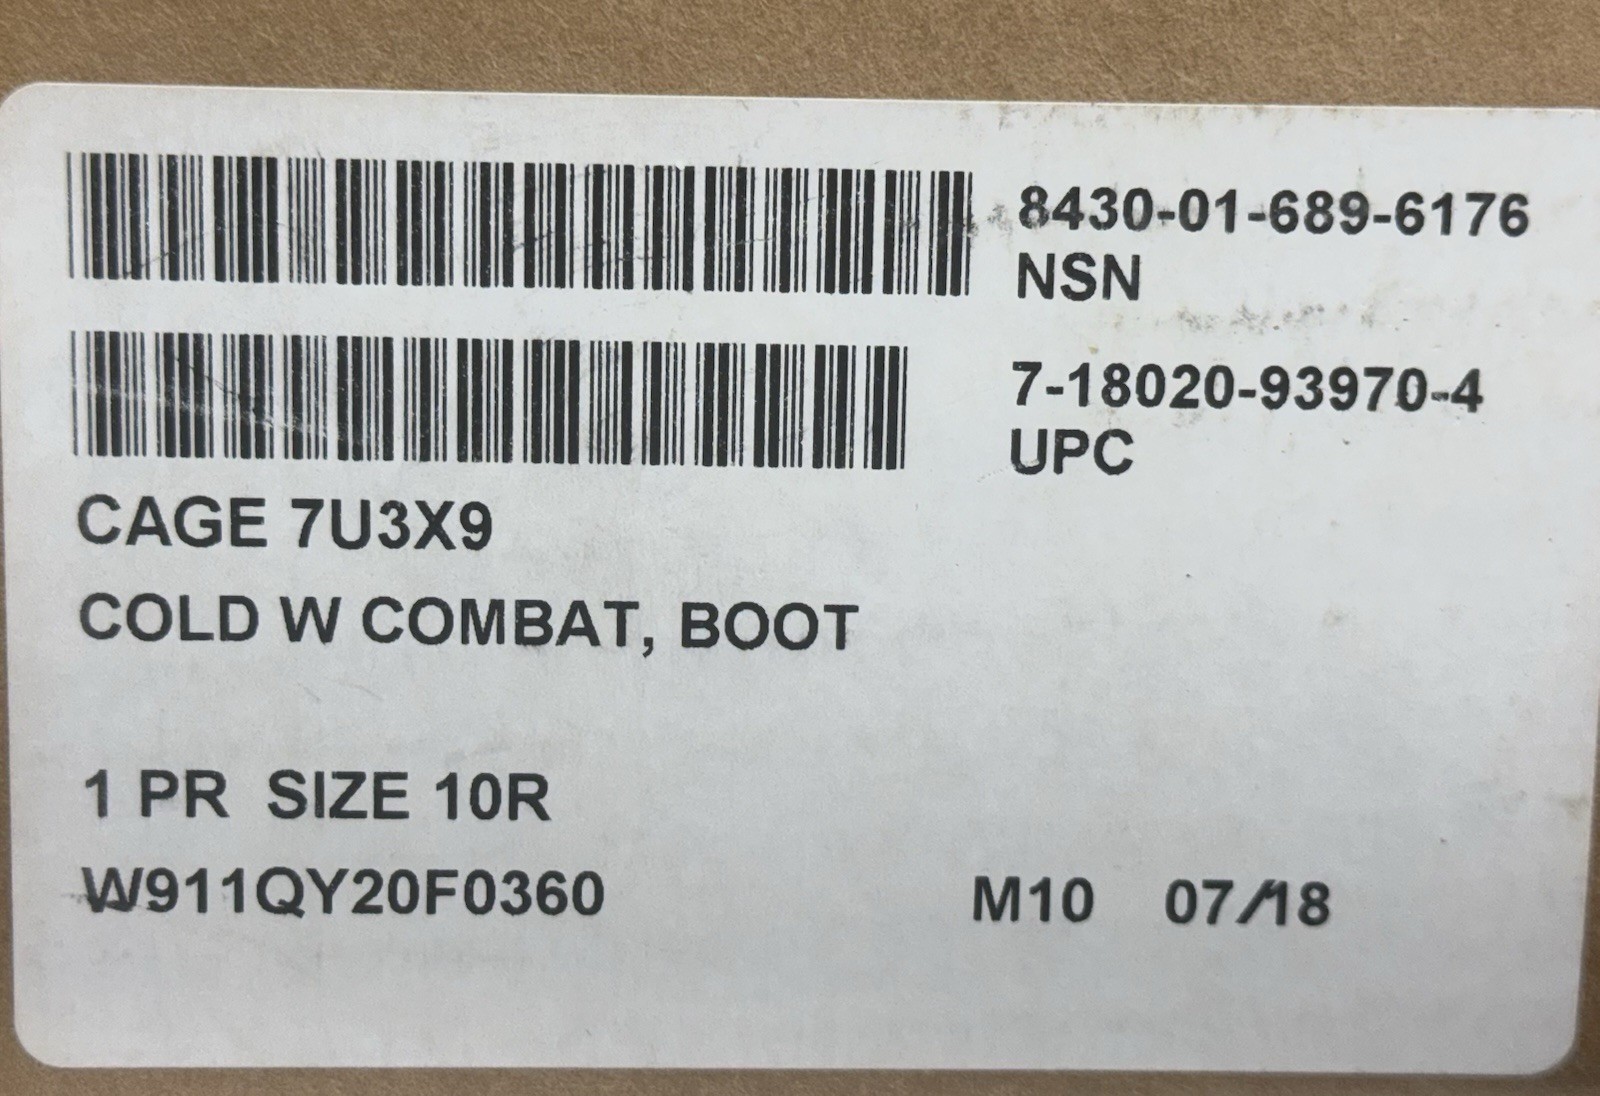 8430-01-689-6176
NSN
7-18020-93970-4
UPC
CAGE 7U3X9
COLD W COMBAT, BOOT
1 PR SIZE 10R
W911QY20F0360
M10 07/18